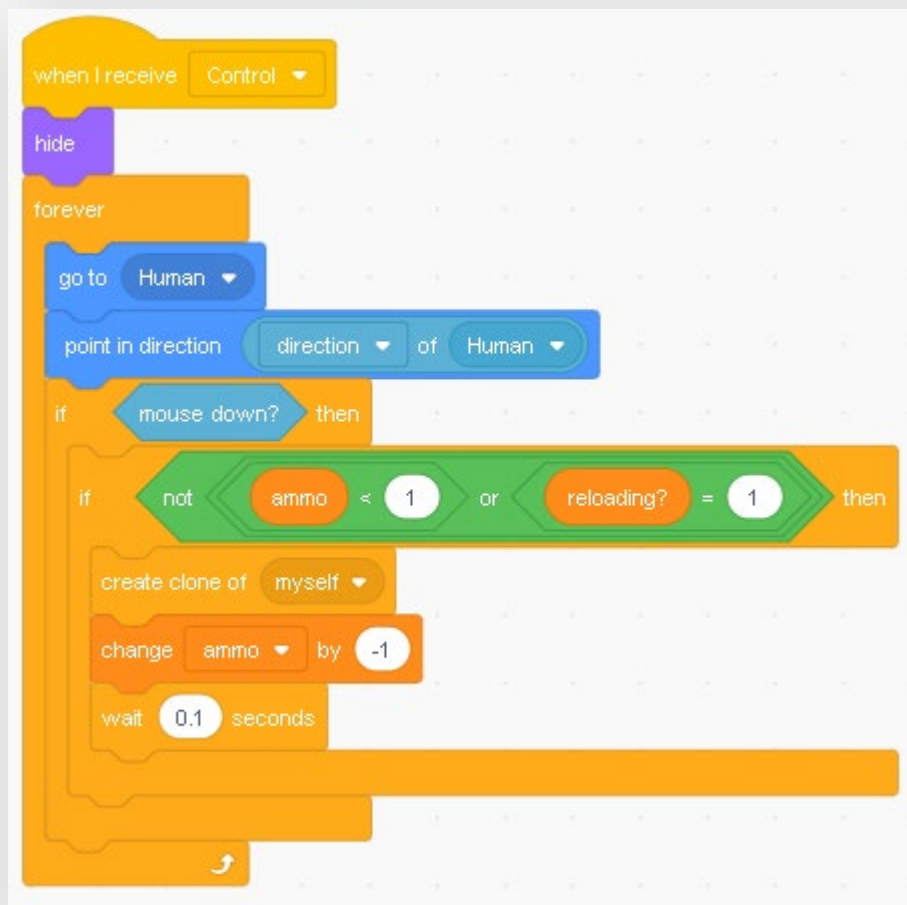 when I receive Control
hide
forever
go to Human
point in direction direction of Human
if mouse down? then
if not ammo < 1 or reloading? = 1 then
create clone of myself
change ammo by -1
wait 0.1 seconds